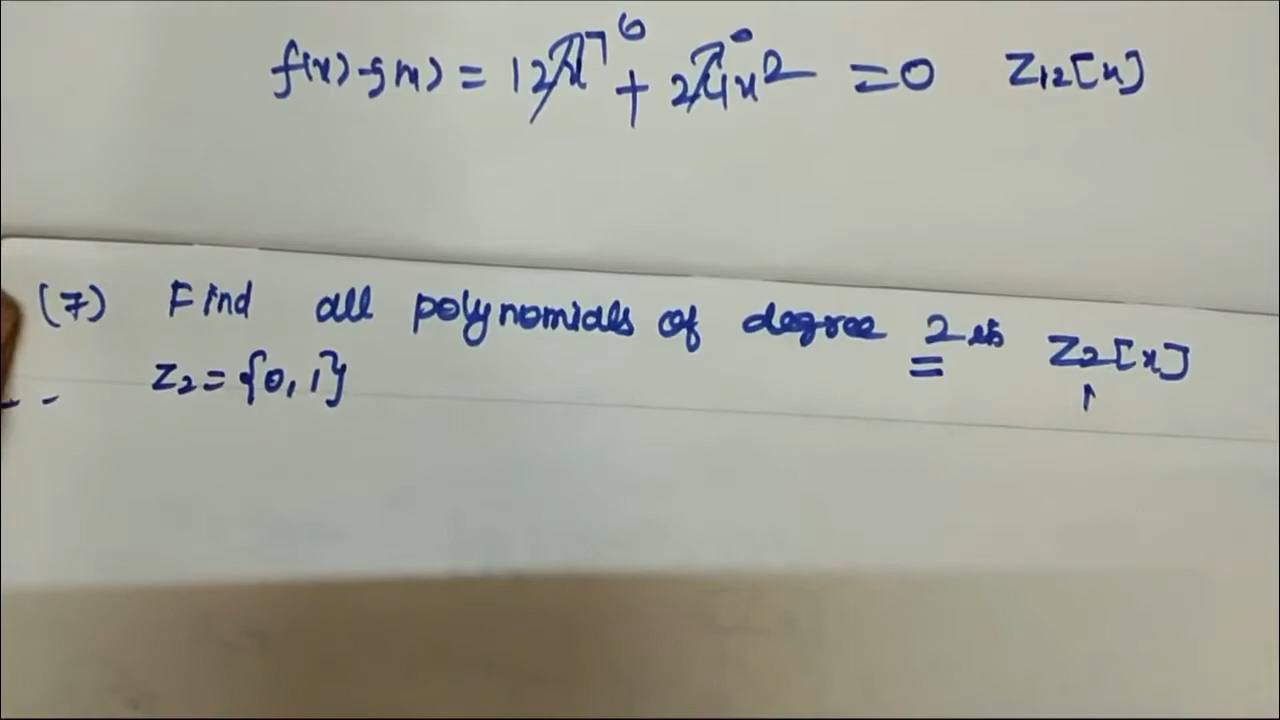 f(x)·g(x) = 12x⁷ + 24x² = 0 Z₁₂[x]
(7) Find all polynomials of degree 2 in Z₂[x]
Z₂ = {0, 1}